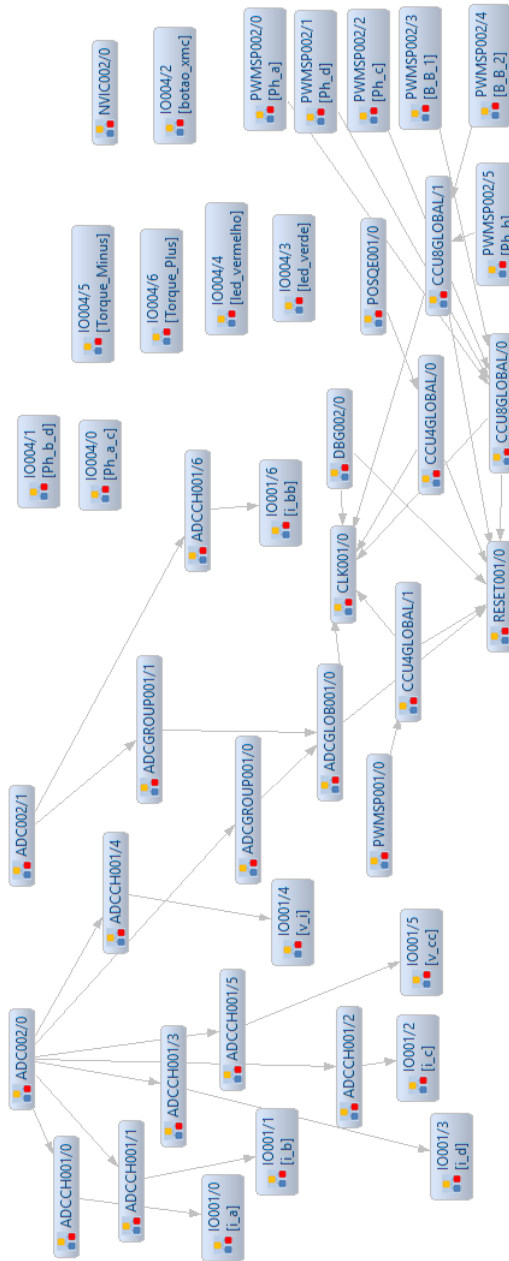 ADC002/0
ADC002/1
IO004/1
[Ph_b_d]
ADCCH001/0
ADCCH001/4
IO004/0
[Ph_a_c]
IO004/5
[Torque_Minus]
NVIC002/0
ADCCH001/1
ADCGROUP001/1
IO004/6
[Torque_Plus]
IO004/2
[botao_xmc]
ADCCH001/3
ADCCH001/6
IO001/0
[i_a]
ADCCH001/5
ADCGROUP001/0
IO004/4
[led_vermelho]
PWMSP002/0
[Ph_a]
IO001/1
[i_b]
IO001/4
[v_i]
IO001/6
[i_bb]
IO004/3
[led_verde]
PWMSP002/1
[Ph_d]
ADCCH001/2
ADCGLOB001/0
CLK001/0
DBG002/0
POSQE001/0
PWMSP002/2
[Ph_c]
PWMSP001/0
IO001/2
[i_c]
IO001/5
[v_cc]
CCU4GLOBAL/1
CCU4GLOBAL/0
CCU8GLOBAL/1
PWMSP002/3
[B_B_1]
IO001/3
[i_d]
RESET001/0
CCU8GLOBAL/0
PWMSP002/5
[Ph_b]
PWMSP002/4
[B_B_2]